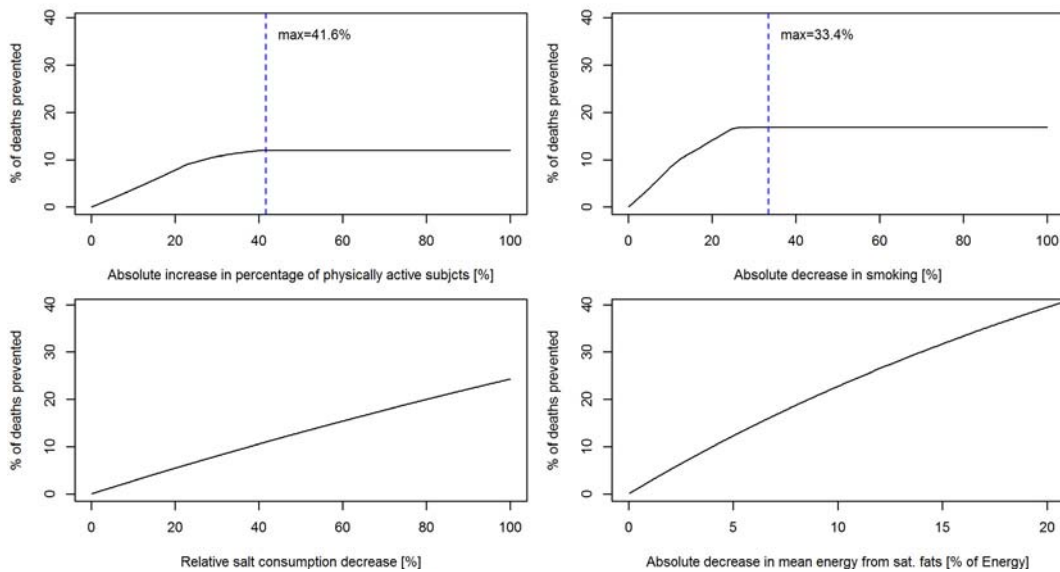 % of deaths prevented
40
30
20
10
0
max=41.6%
0 20 40 60 80 100
Absolute increase in percentage of physically active subjcts [%]
% of deaths prevented
40
30
20
10
0
max=33.4%
0 20 40 60 80 100
Absolute decrease in smoking [%]
% of deaths prevented
40
30
20
10
0
0 20 40 60 80 100
Relative salt consumption decrease [%]
% of deaths prevented
40
30
20
10
0
0 5 10 15 20
Absolute decrease in mean energy from sat. fats [% of Energy]